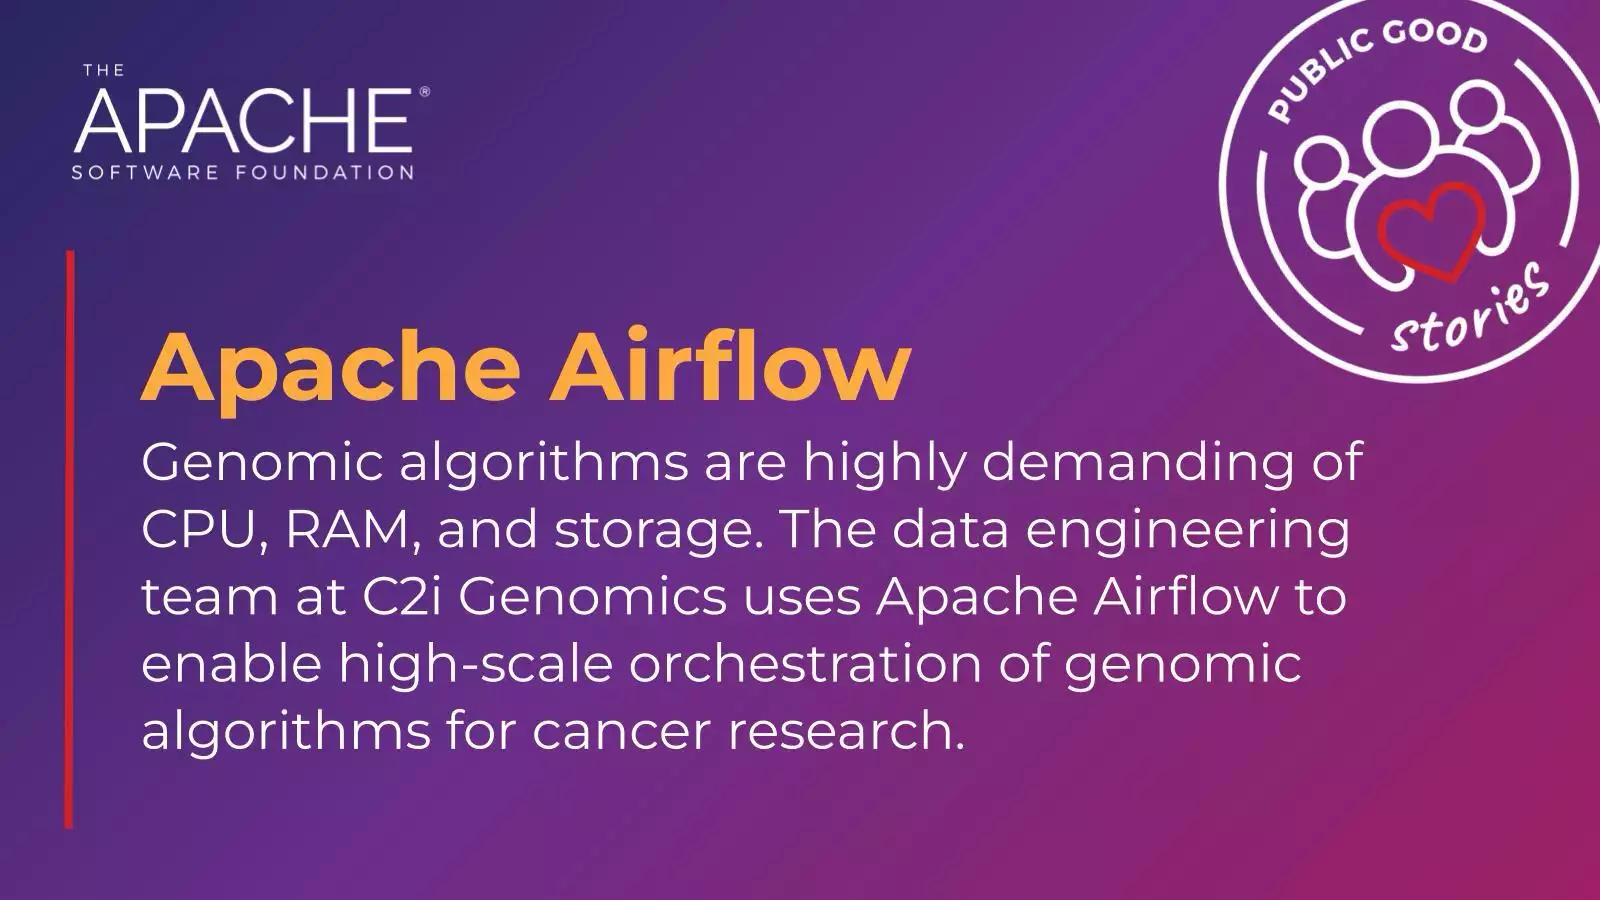 THE
APACHE®
SOFTWARE FOUNDATION
PUBLIC GOOD
Stories
Apache Airflow
Genomic algorithms are highly demanding of
CPU, RAM, and storage. The data engineering
team at C2i Genomics uses Apache Airflow to
enable high-scale orchestration of genomic
algorithms for cancer research.